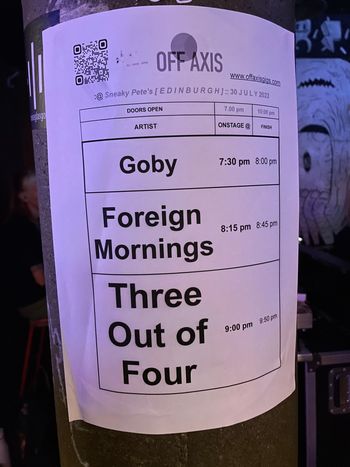 OFF AXIS
www.offaxisgigs.com
:@ Sneaky Pete's [EDINBURGH] :: 30 JULY 2023
DOORS OPEN 7.00 pm 10:00 pm
ARTIST ONSTAGE @ FINISH
Goby 7:30 pm 8:00 pm
Foreign
Mornings 8:15 pm 8:45 pm
Three
Out of 9:00 pm 9:50 pm
Four